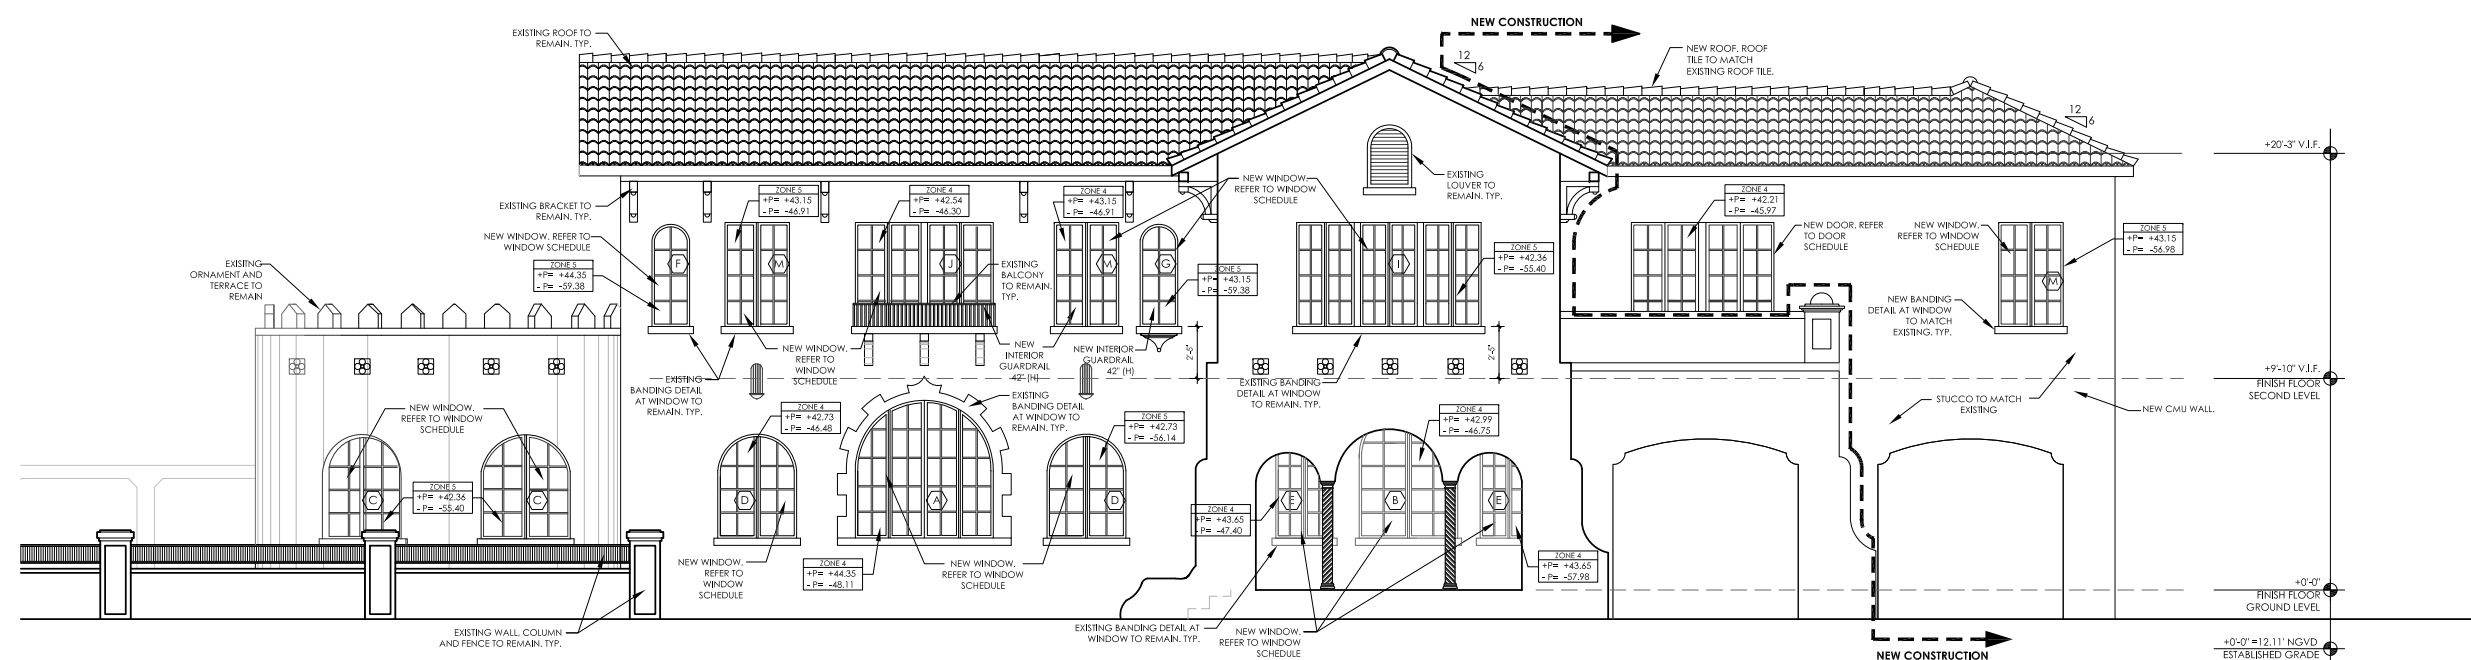 NEW CONSTRUCTION
EXISTING ROOF TO
REMAIN. TYP.
12
6
NEW ROOF. ROOF
TILE TO MATCH
EXISTING ROOF TILE.
12
6
+20'-3" V.I.F.
EXISTING BRACKET TO
REMAIN. TYP.
ZONE 5
+P= +43.15
- P= -46.91
ZONE 4
+P= +42.54
- P= -46.30
ZONE 4
+P= +43.15
- P= -46.91
NEW WINDOW.
REFER TO WINDOW
SCHEDULE
EXISTING
LOUVER TO
REMAIN. TYP.
ZONE 4
+P= +42.21
- P= -45.97
NEW DOOR. REFER
TO DOOR
SCHEDULE
NEW WINDOW.
REFER TO WINDOW
SCHEDULE
ZONE 5
+P= +43.15
- P= -56.98
NEW WINDOW. REFER TO
WINDOW SCHEDULE
ZONE 5
+P= +44.35
- P= -59.38
F
M
J
M
G
I
M
EXISTING
BALCONY
TO REMAIN.
TYP.
ZONE 5
+P= +43.15
- P= -59.38
ZONE 5
+P= +42.36
- P= -55.40
EXISTING
ORNAMENT AND
TERRACE TO
REMAIN
NEW BANDING
DETAIL AT WINDOW
TO MATCH
EXISTING. TYP.
NEW WINDOW.
REFER TO
WINDOW
SCHEDULE
NEW
INTERIOR
GUARDRAIL
42" (H)
NEW INTERIOR
GUARDRAIL
42" (H)
2'-5"
2'-5"
EXISTING
BANDING DETAIL
AT WINDOW TO
REMAIN. TYP.
EXISTING BANDING
DETAIL AT WINDOW
TO REMAIN. TYP.
+9'-10" V.I.F.
FINISH FLOOR
SECOND LEVEL
STUCCO TO MATCH
EXISTING
NEW CMU WALL.
NEW WINDOW.
REFER TO WINDOW
SCHEDULE
EXISTING
BANDING DETAIL
AT WINDOW TO
REMAIN. TYP.
ZONE 4
+P= +42.73
- P= -46.48
ZONE 5
+P= +42.73
- P= -56.14
ZONE 4
+P= +42.99
- P= -46.75
C
ZONE 5
+P= +42.36
- P= -55.40
C
D
A
D
E
B
E
ZONE 4
+P= +43.65
- P= -47.40
NEW WINDOW.
REFER TO
WINDOW
SCHEDULE
ZONE 4
+P= +44.35
- P= -48.11
NEW WINDOW.
REFER TO WINDOW
SCHEDULE
ZONE 4
+P= +43.65
- P= -57.98
+0'-0"
FINISH FLOOR
GROUND LEVEL
EXISTING WALL, COLUMN
AND FENCE TO REMAIN. TYP.
EXISTING BANDING DETAIL AT
WINDOW TO REMAIN. TYP.
NEW WINDOW.
REFER TO WINDOW
SCHEDULE
NEW CONSTRUCTION
+0'-0" =12.11' NGVD
ESTABLISHED GRADE